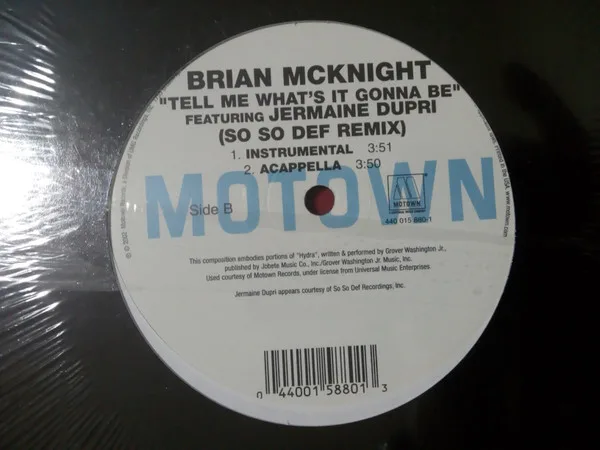 BRIAN MCKNIGHT
"TELL ME WHAT'S IT GONNA BE"
FEATURING JERMAINE DUPRI
(SO SO DEF REMIX)
1. INSTRUMENTAL 3:51
2. ACAPPELLA 3:50
MOTOWN
Side B
M
MOTOWN
440 015 880-1
This composition embodies portions of "Hydra", written & performed by Grover Washington Jr.,
published by Jobete Music Co., Inc./Grover Washington Jr. Music, Inc.
Used courtesy of Motown Records, under license from Universal Music Enterprises.
Jermaine Dupri appears courtesy of So So Def Recordings, Inc.
0 44001 58801 3